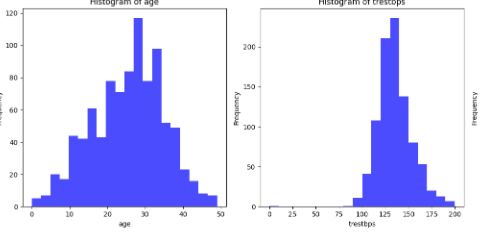 Histogram of age
Histogram of trestbps
120
100
80
60
40
20
0
Frequency
0 10 20 30 40 50
age
200
150
100
50
0
Frequency
0 25 50 75 100 125 150 175 200
trestbps
Frequency